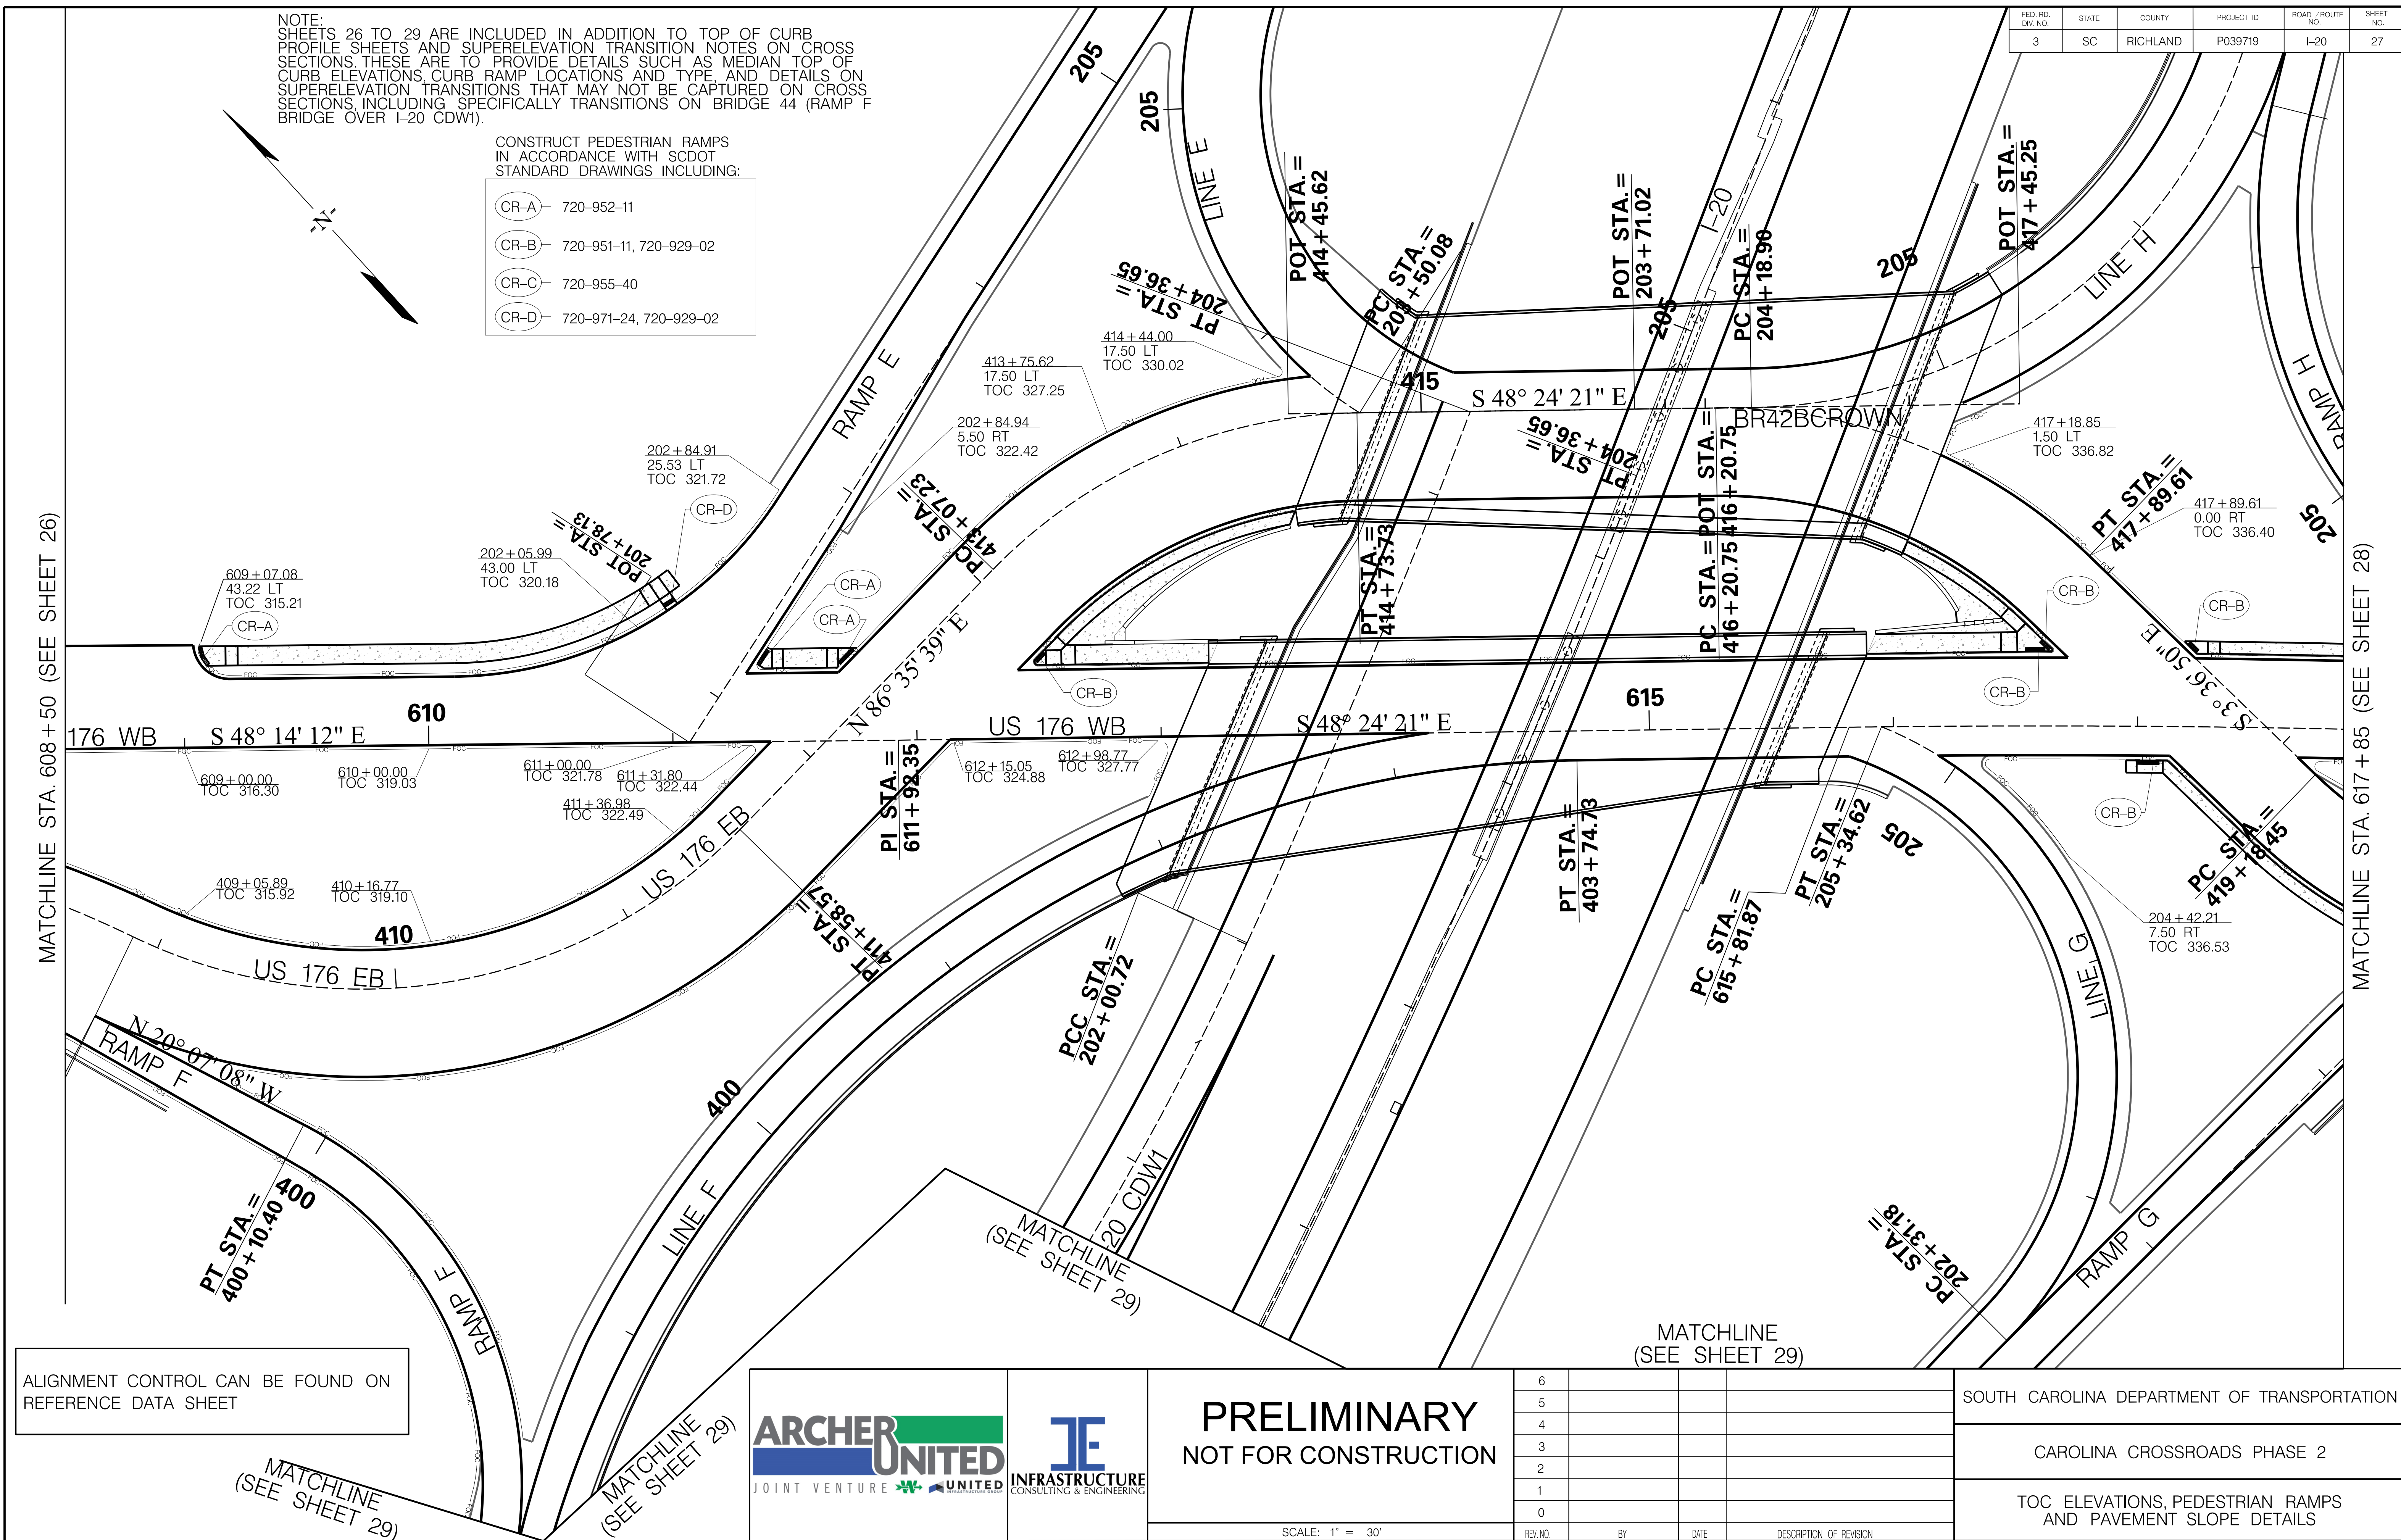 NOTE:
SHEETS 26 TO 29 ARE INCLUDED IN ADDITION TO TOP OF CURB
PROFILE SHEETS AND SUPERELEVATION TRANSITION NOTES ON CROSS
SECTIONS. THESE ARE TO PROVIDE DETAILS SUCH AS MEDIAN TOP OF
CURB ELEVATIONS, CURB RAMP LOCATIONS AND TYPE, AND DETAILS ON
SUPERELEVATION TRANSITIONS THAT MAY NOT BE CAPTURED ON CROSS
SECTIONS, INCLUDING SPECIFICALLY TRANSITIONS ON BRIDGE 44 (RAMP F
BRIDGE OVER I-20 CDW1).
FED. RD. DIV. NO. STATE COUNTY PROJECT ID ROAD / ROUTE NO. SHEET NO.
3 SC RICHLAND P039719 I-20 27
CONSTRUCT PEDESTRIAN RAMPS
IN ACCORDANCE WITH SCDOT
STANDARD DRAWINGS INCLUDING:
CR-A 720-952-11
CR-B 720-951-11, 720-929-02
CR-C 720-955-40
CR-D 720-971-24, 720-929-02
-N-
205
205
LINE E
RAMP E
POT STA.=
414+45.62
PC STA.=
203+71.02
POT STA.=
I-20
PC STA.=
204+18.90
205
205
POT STA.=
417+45.25
LINE H
RAMP H
205
PT STA.=
204+36.65
414+44.00
17.50 LT
TOC 330.02
413+75.62
17.50 LT
TOC 327.25
202+84.94
5.50 RT
TOC 322.42
202+84.91
25.53 LT
TOC 321.72
CR-D
POT STA.=
201+78.13
202+05.99
43.00 LT
TOC 320.18
609+07.08
43.22 LT
TOC 315.21
CR-A
CR-A
CR-A
PC STA.=
413+07.23
415
S 48° 24' 21" E
BR42BCROWN
PT STA.=
204+36.65
PT STA.=
414+73.73
PC STA.=POT STA.=
416+20.75 416+20.75
417+18.85
1.50 LT
TOC 336.82
PT STA.=
417+89.61
417+89.61
0.00 RT
TOC 336.40
CR-B
CR-B
CR-B
CR-B
CR-B
S 3° 36' 50" E
N 86° 35' 39" E
MATCHLINE STA. 608+50 (SEE SHEET 26)
MATCHLINE STA. 617+85 (SEE SHEET 28)
176 WB S 48° 14' 12" E
610
US 176 WB
S 48° 24' 21" E
615
609+00.00
TOC 316.30
610+00.00
TOC 319.03
611+00.00
TOC 321.78
611+31.80
TOC 322.44
411+36.98
TOC 322.49
PI STA.=
611+92.35
612+15.05
TOC 324.88
612+98.77
TOC 327.77
409+05.89
TOC 315.92
410+16.77
TOC 319.10
410
US 176 EB
US 176 EB
PT STA.=
411+58.57
PCC STA.=
202+00.72
PT STA.=
403+74.73
PC STA.=
615+81.87
PT STA.=
205+34.62
205
PC STA.=
419+18.45
204+42.21
7.50 RT
TOC 336.53
LINE G
N 20° 07' 08" W
RAMP F
PT STA.=
400+10.40
400
RAMP F
400
LINE F
20 CDW1
MATCHLINE
(SEE SHEET 29)
PC STA.=
202+31.18
RAMP G
MATCHLINE
(SEE SHEET 29)
ALIGNMENT CONTROL CAN BE FOUND ON
REFERENCE DATA SHEET
MATCHLINE
(SEE SHEET 29)
MATCHLINE
(SEE SHEET 29)
ARCHER
UNITED
JOINT VENTURE UNITED
INFRASTRUCTURE GROUP
INFRASTRUCTURE
CONSULTING & ENGINEERING
PRELIMINARY
NOT FOR CONSTRUCTION
SCALE: 1" = 30'
6
5
4
3
2
1
0
REV. NO. BY DATE DESCRIPTION OF REVISION
SOUTH CAROLINA DEPARTMENT OF TRANSPORTATION
CAROLINA CROSSROADS PHASE 2
TOC ELEVATIONS, PEDESTRIAN RAMPS
AND PAVEMENT SLOPE DETAILS